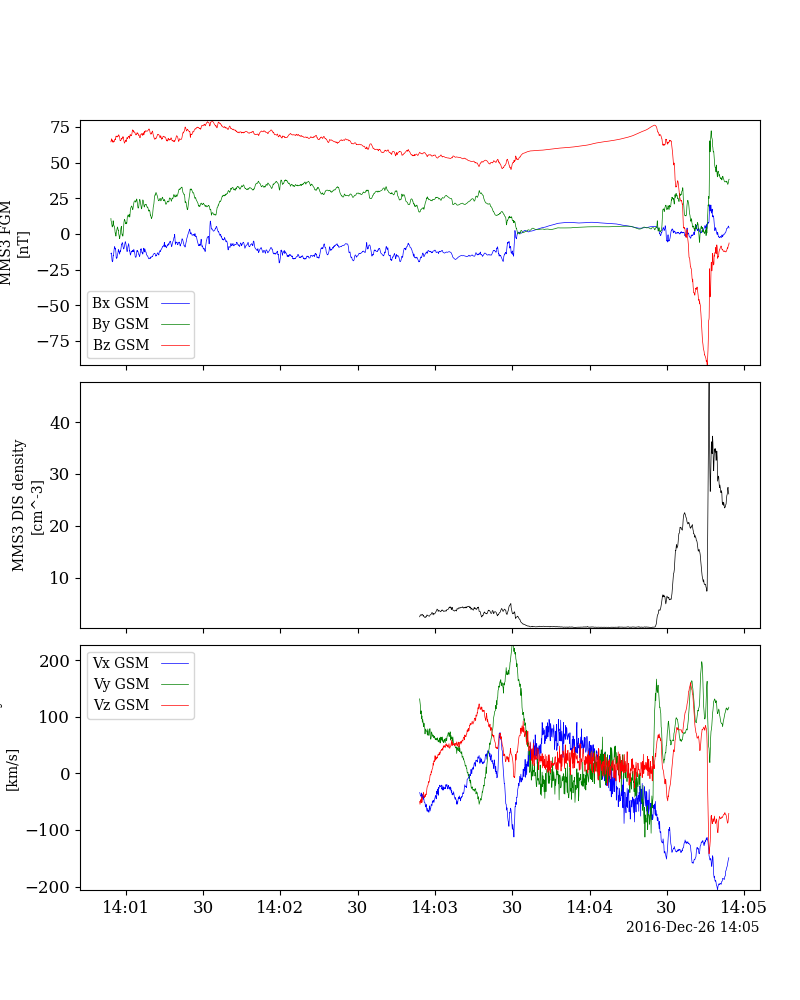 75
50
25
0
−25
−50
−75
MMS3 FGM
[nT]
Bx GSM
By GSM
Bz GSM
40
30
20
10
MMS3 DIS density
[cm^-3]
200
100
0
−100
−200
[km/s]
Vx GSM
Vy GSM
Vz GSM
14:01 30 14:02 30 14:03 30 14:04 30 14:05
2016-Dec-26 14:05